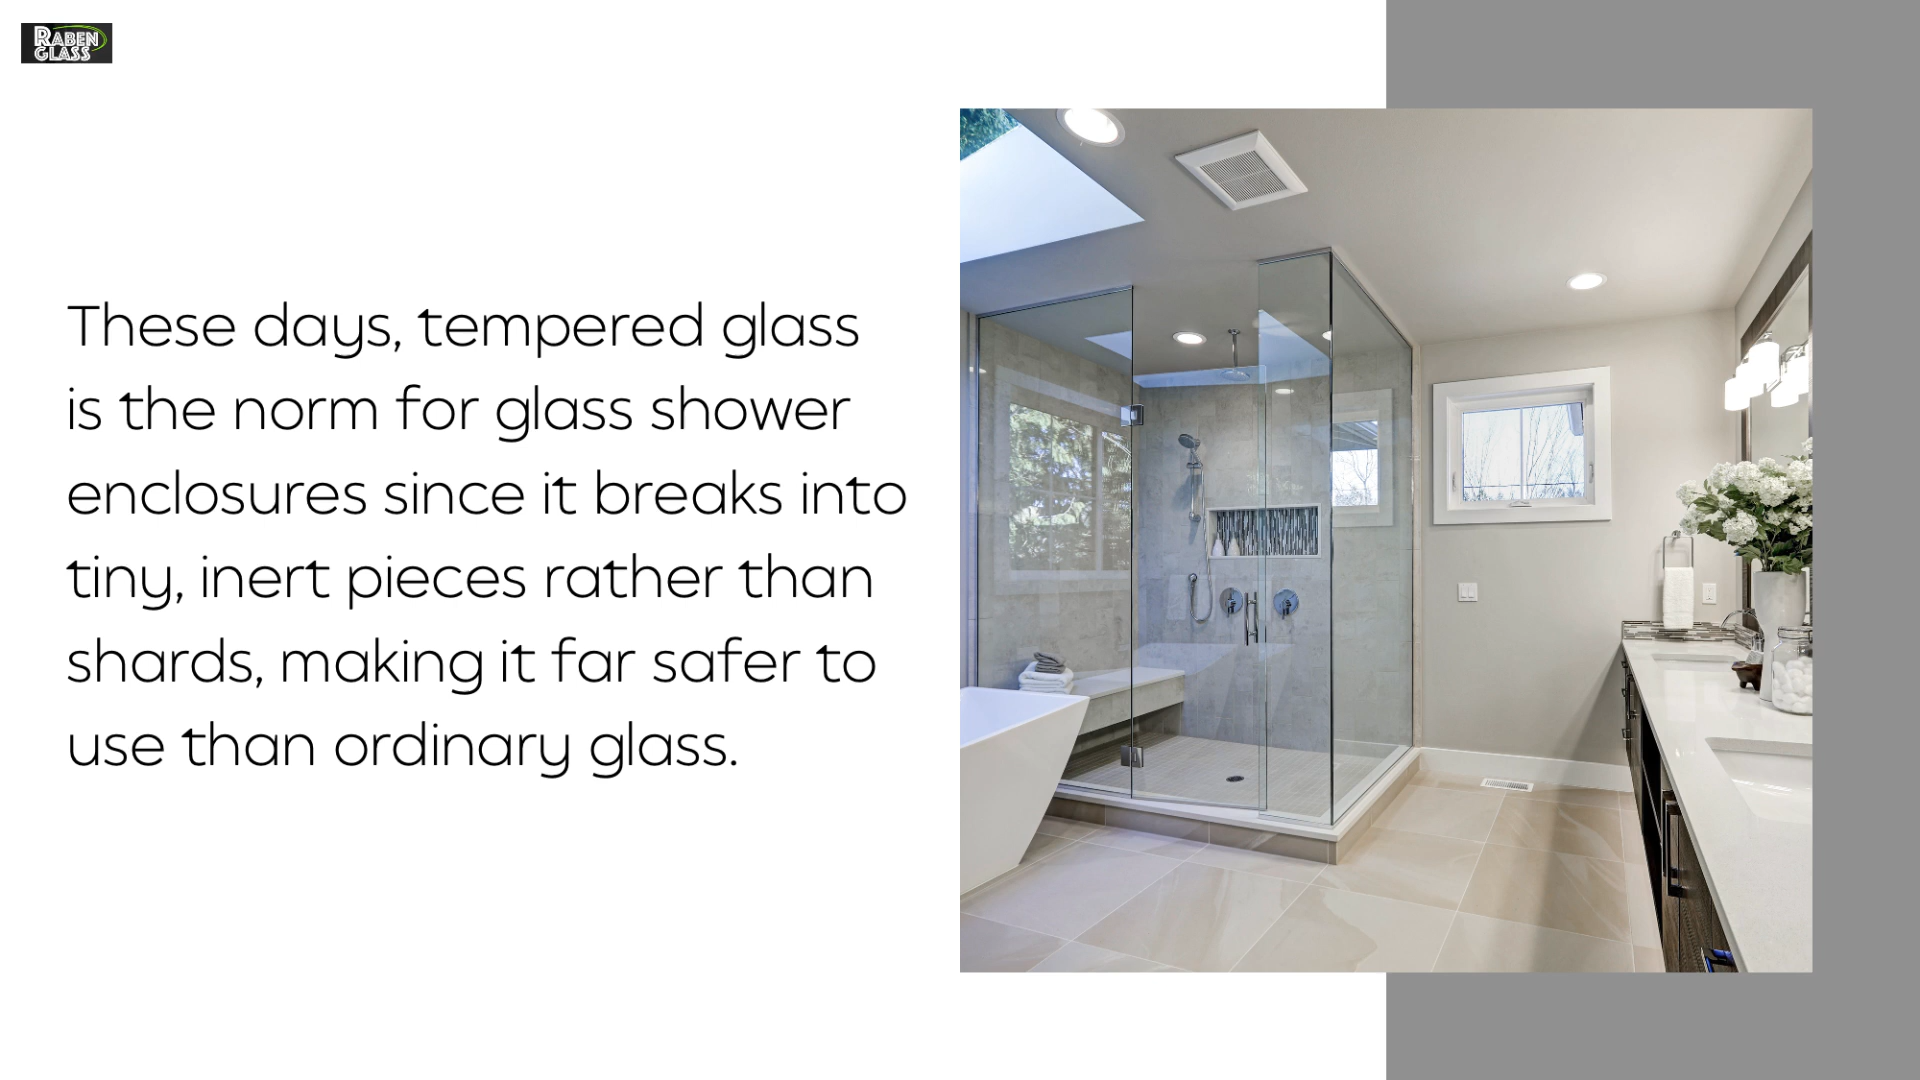 RABEN
GLASS
These days, tempered glass
is the norm for glass shower
enclosures since it breaks into
tiny, inert pieces rather than
shards, making it far safer to
use than ordinary glass.